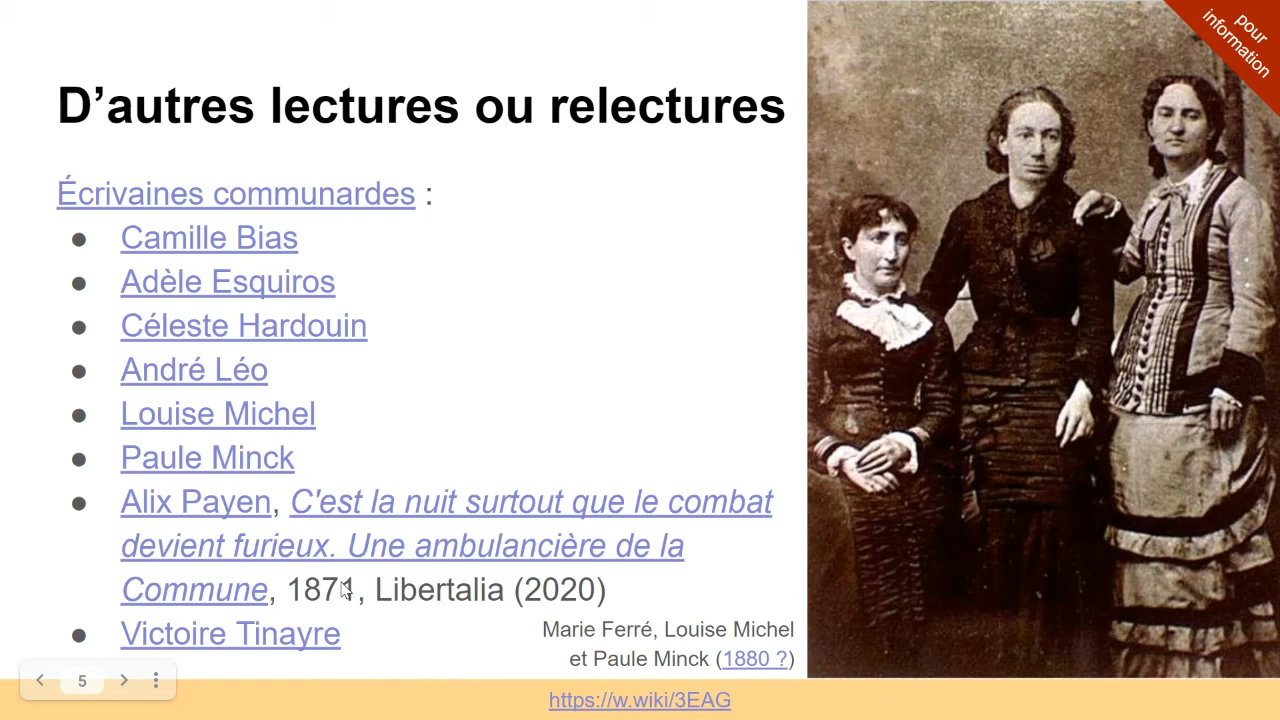 pour
information
D’autres lectures ou relectures
Écrivaines communardes :
● Camille Bias
● Adèle Esquiros
● Céleste Hardouin
● André Léo
● Louise Michel
● Paule Minck
● Alix Payen, C'est la nuit surtout que le combat
devient furieux. Une ambulancière de la
Commune, 1871, Libertalia (2020)
● Victoire Tinayre
Marie Ferré, Louise Michel
et Paule Minck (1880 ?)
5
https://w.wiki/3EAG